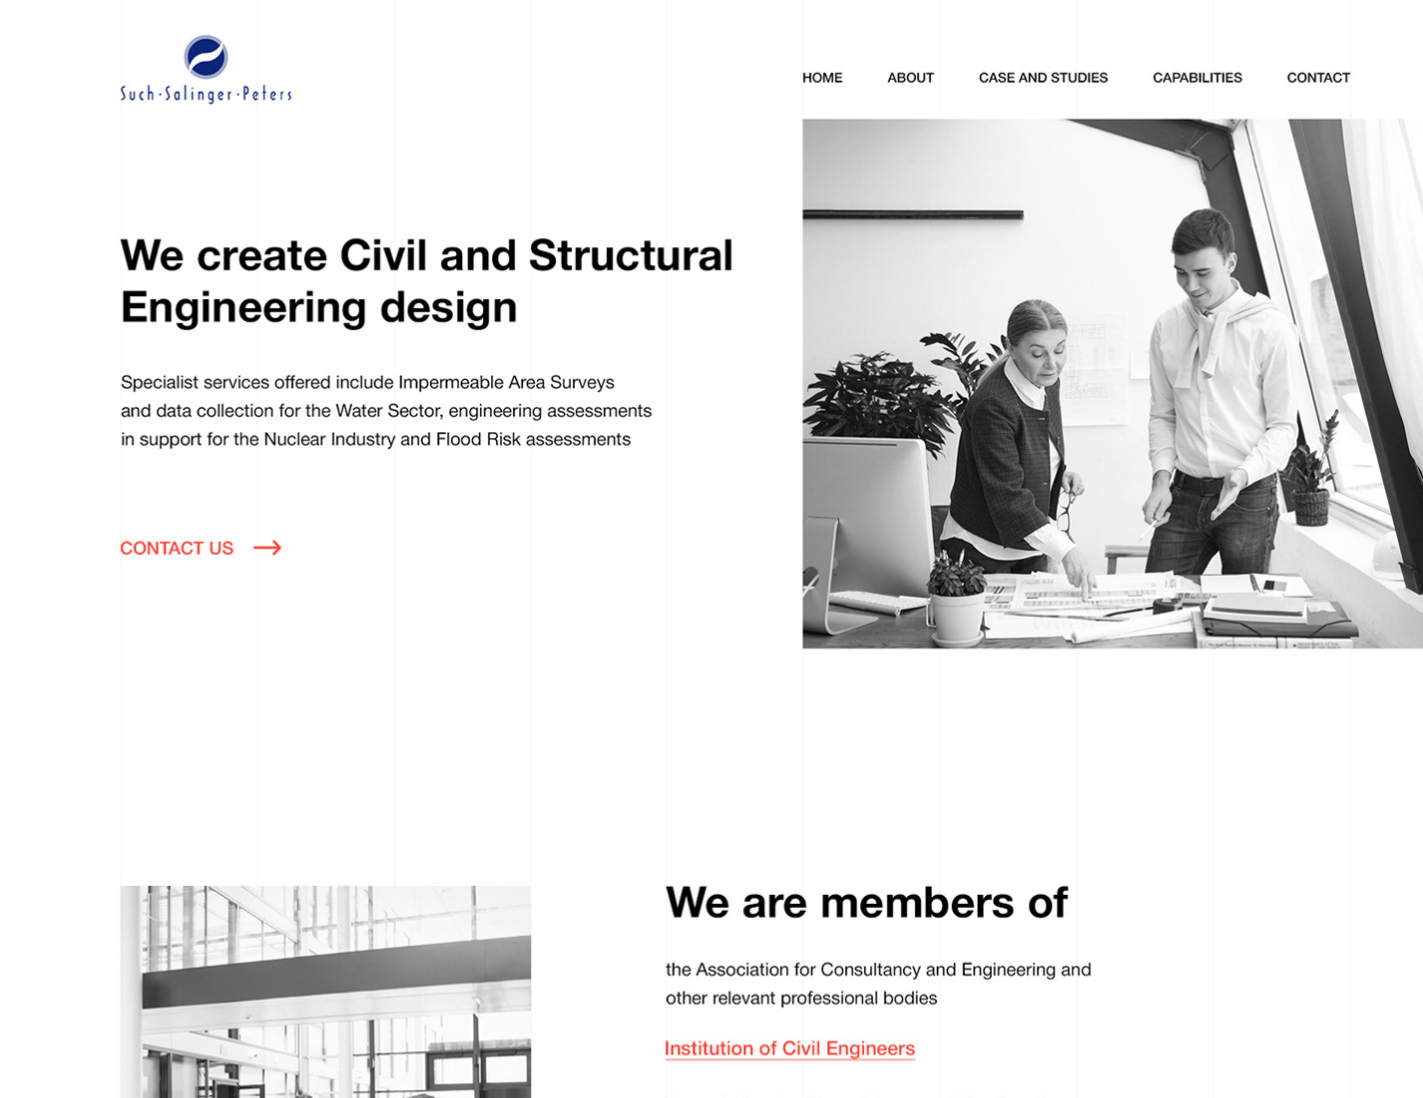 Such·Salinger·Peters
HOME ABOUT CASE AND STUDIES CAPABILITIES CONTACT
We create Civil and Structural
Engineering design
Specialist services offered include Impermeable Area Surveys
and data collection for the Water Sector, engineering assessments
in support for the Nuclear Industry and Flood Risk assessments
CONTACT US
We are members of
the Association for Consultancy and Engineering and
other relevant professional bodies
Institution of Civil Engineers